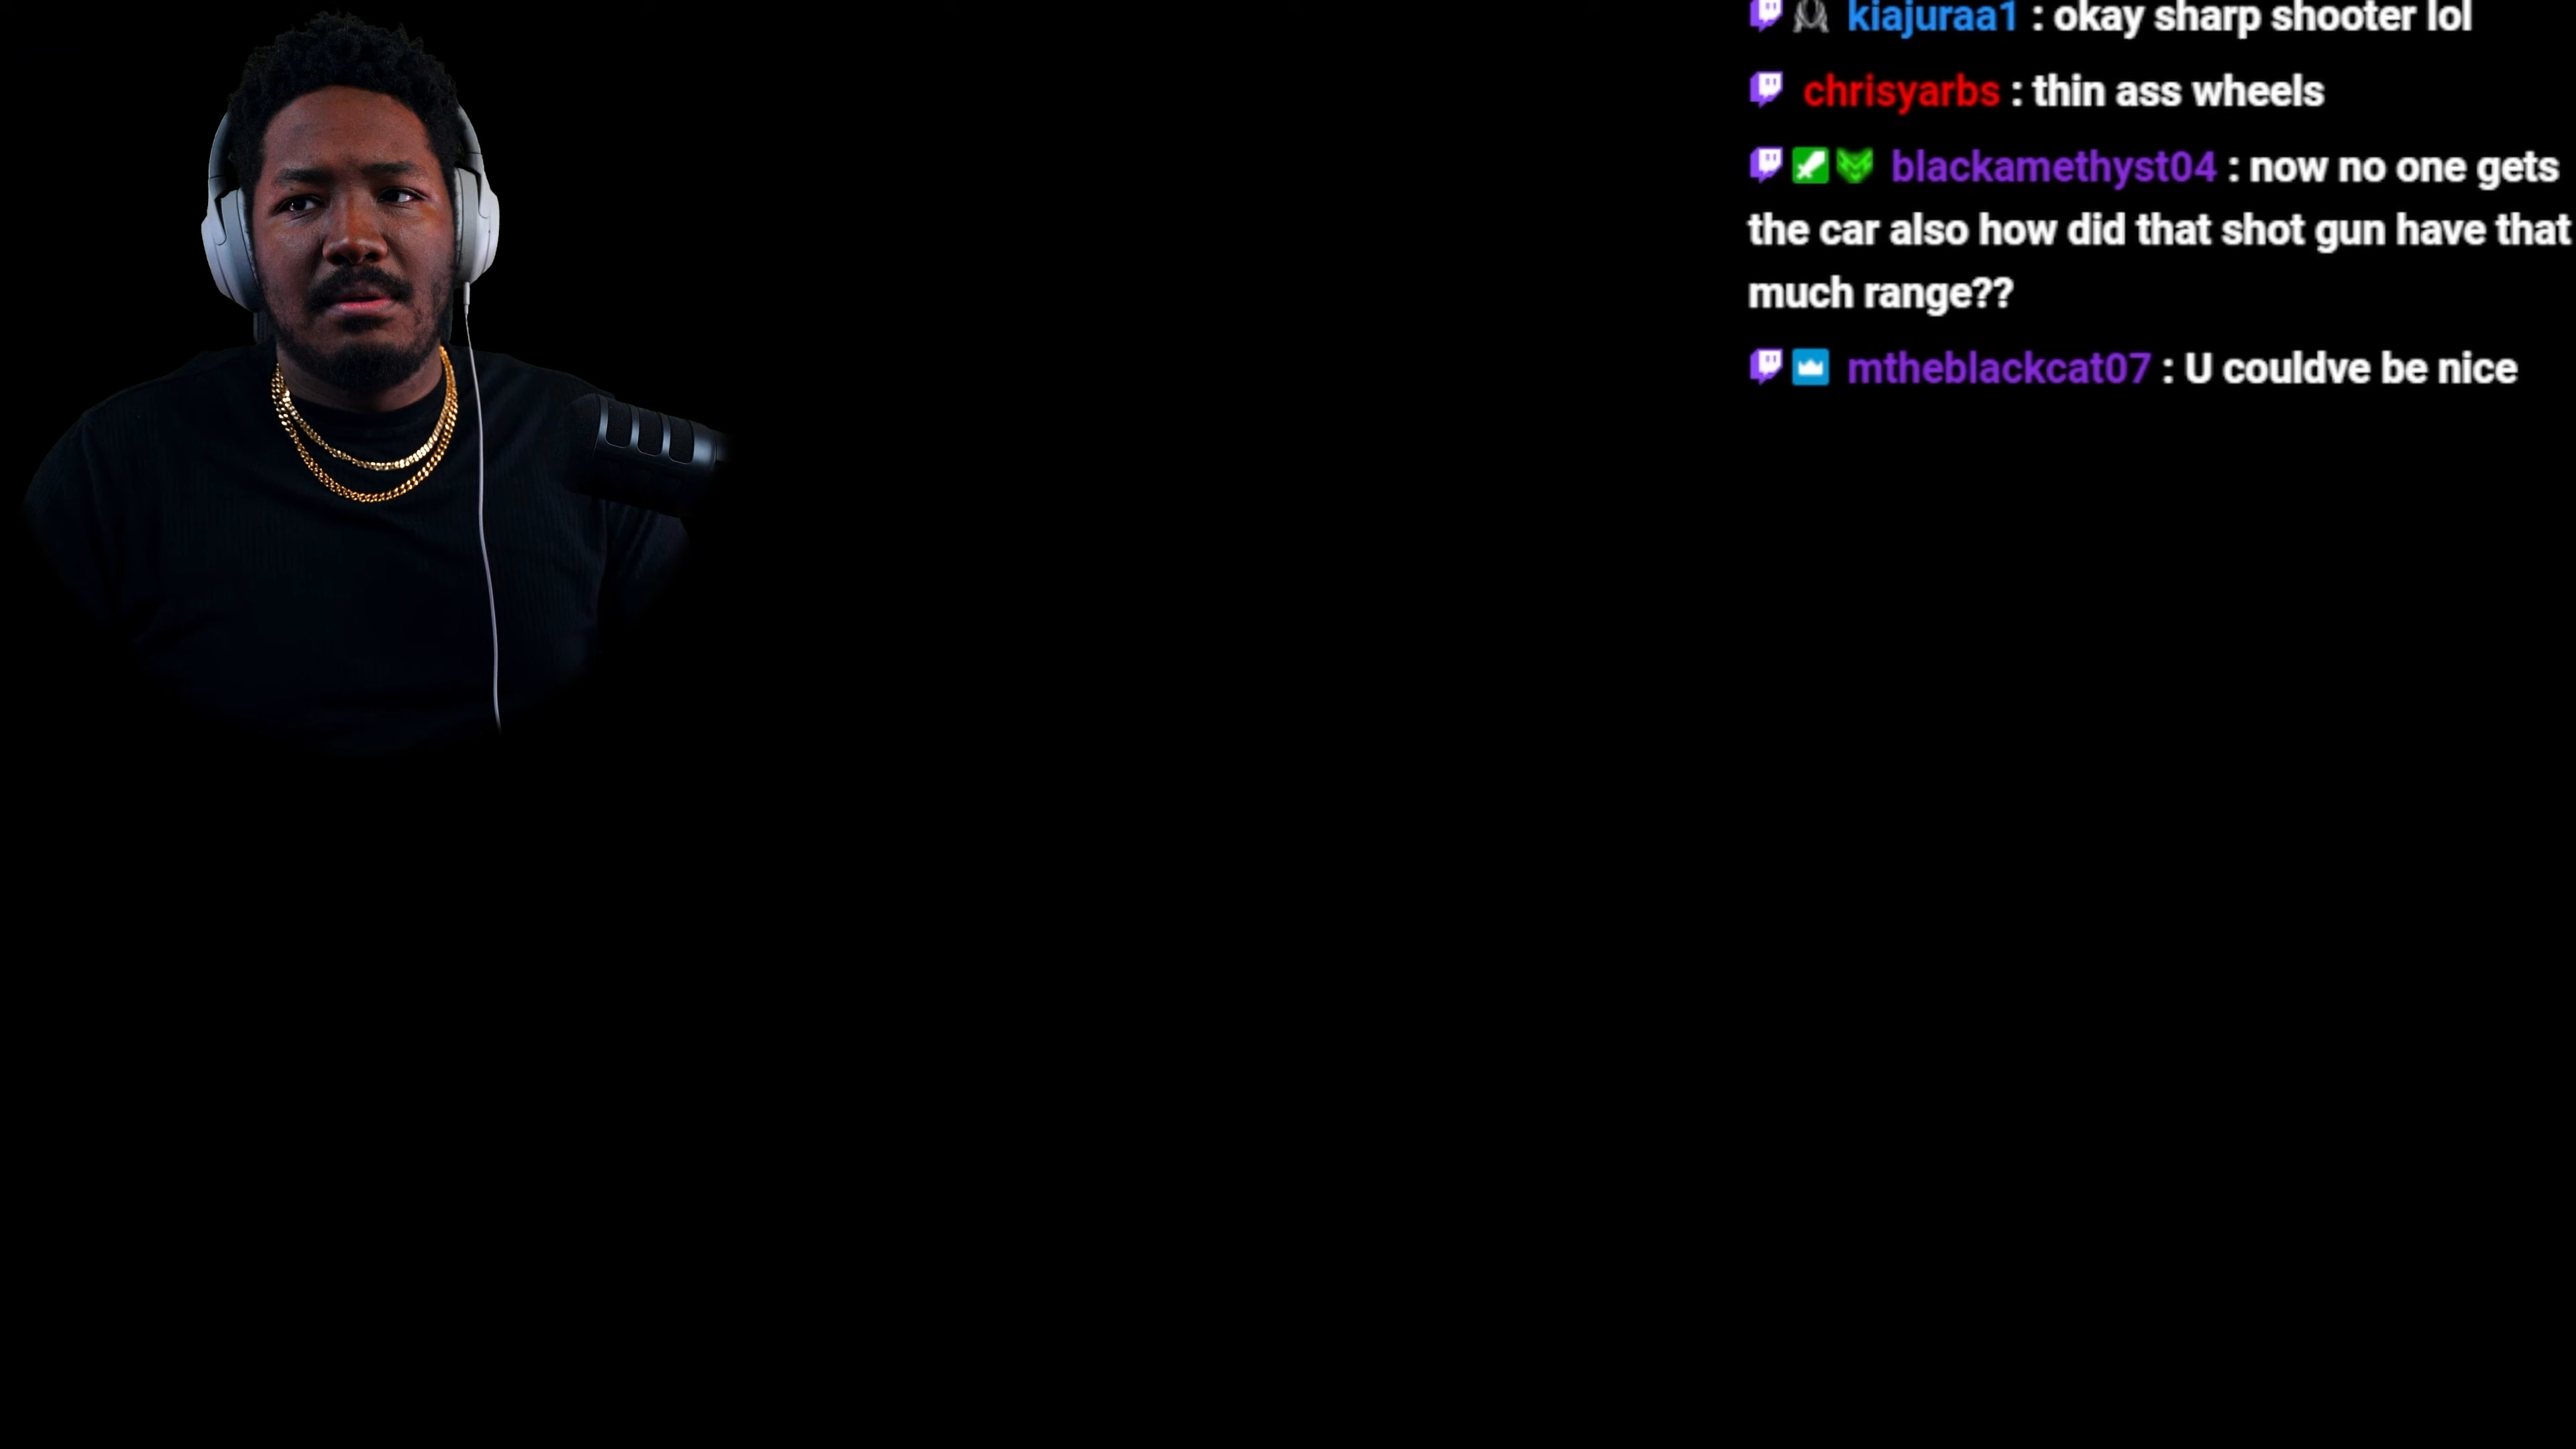 kiajuraa1 : okay sharp shooter lol
chrisyarbs : thin ass wheels
blackamethyst04 : now no one gets
the car also how did that shot gun have that
much range??
mtheblackcat07 : U couldve be nice